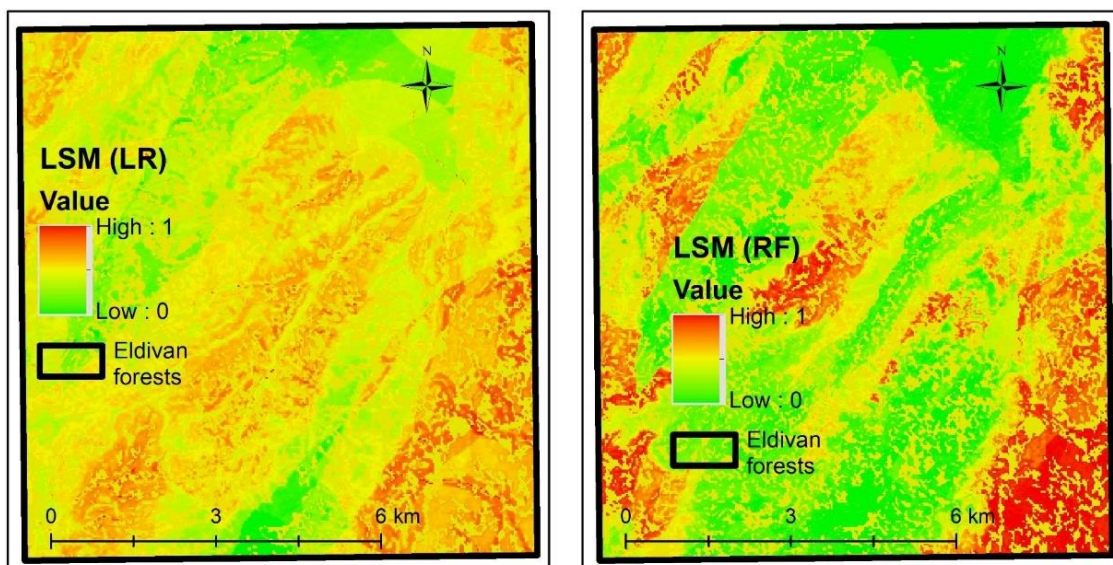 N
LSM (LR)
Value
High : 1
Low : 0
Eldivan
forests
0 3 6 km
N
LSM (RF)
Value
High : 1
Low : 0
Eldivan
forests
0 3 6 km